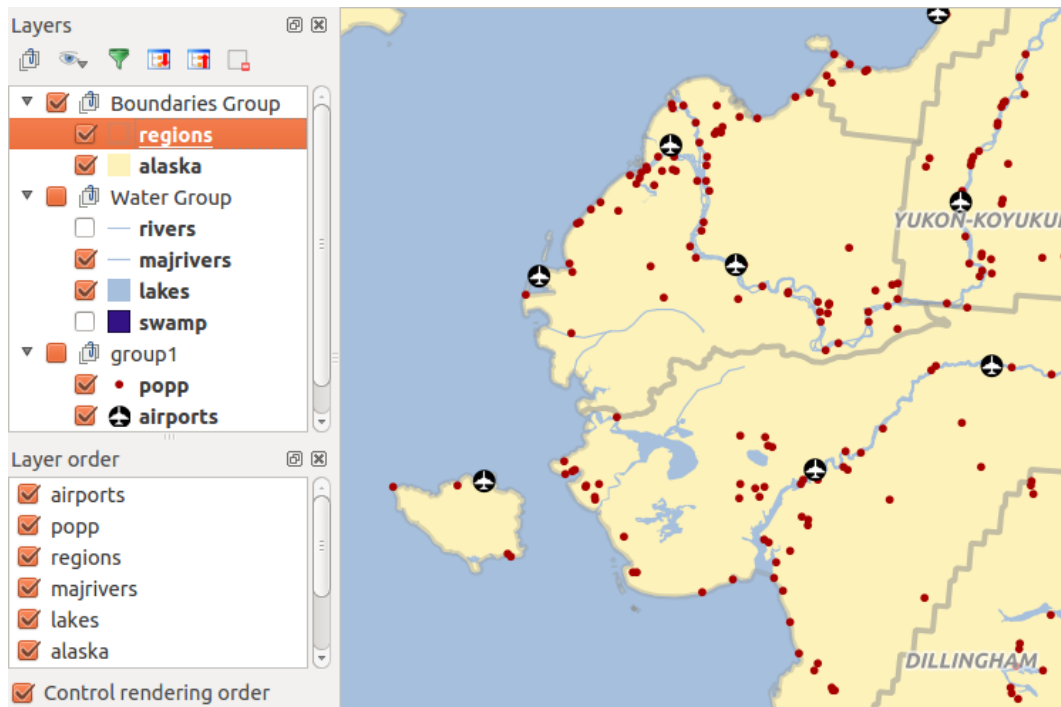 Layers
Boundaries Group
regions
alaska
Water Group
rivers
majrivers
lakes
swamp
group1
popp
airports
Layer order
airports
popp
regions
majrivers
lakes
alaska
Control rendering order
YUKON-KOYUKUK
DILLINGHAM